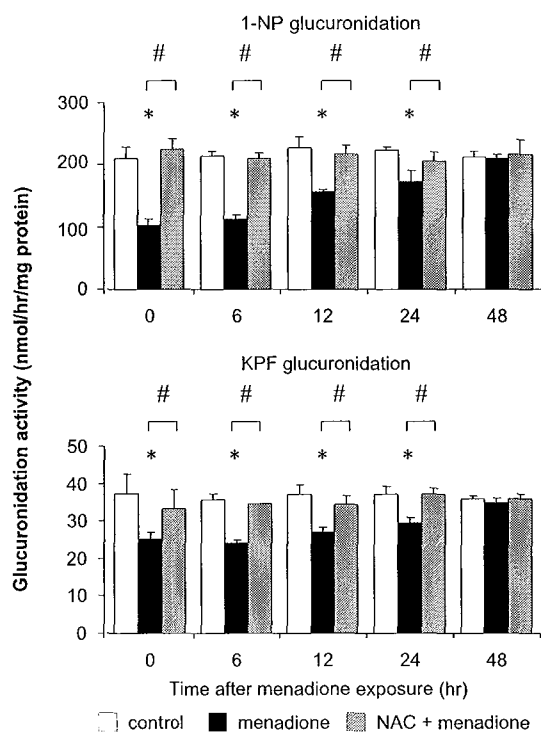 1-NP glucuronidation
# # # #
300
* * * *
200
100
0
0 6 12 24 48
KPF glucuronidation
# # # #
50
* * * *
40
30
20
10
0
0 6 12 24 48
Time after menadione exposure (hr)
Glucuronidation activity (nmol/hr/mg protein)
control menadione NAC + menadione